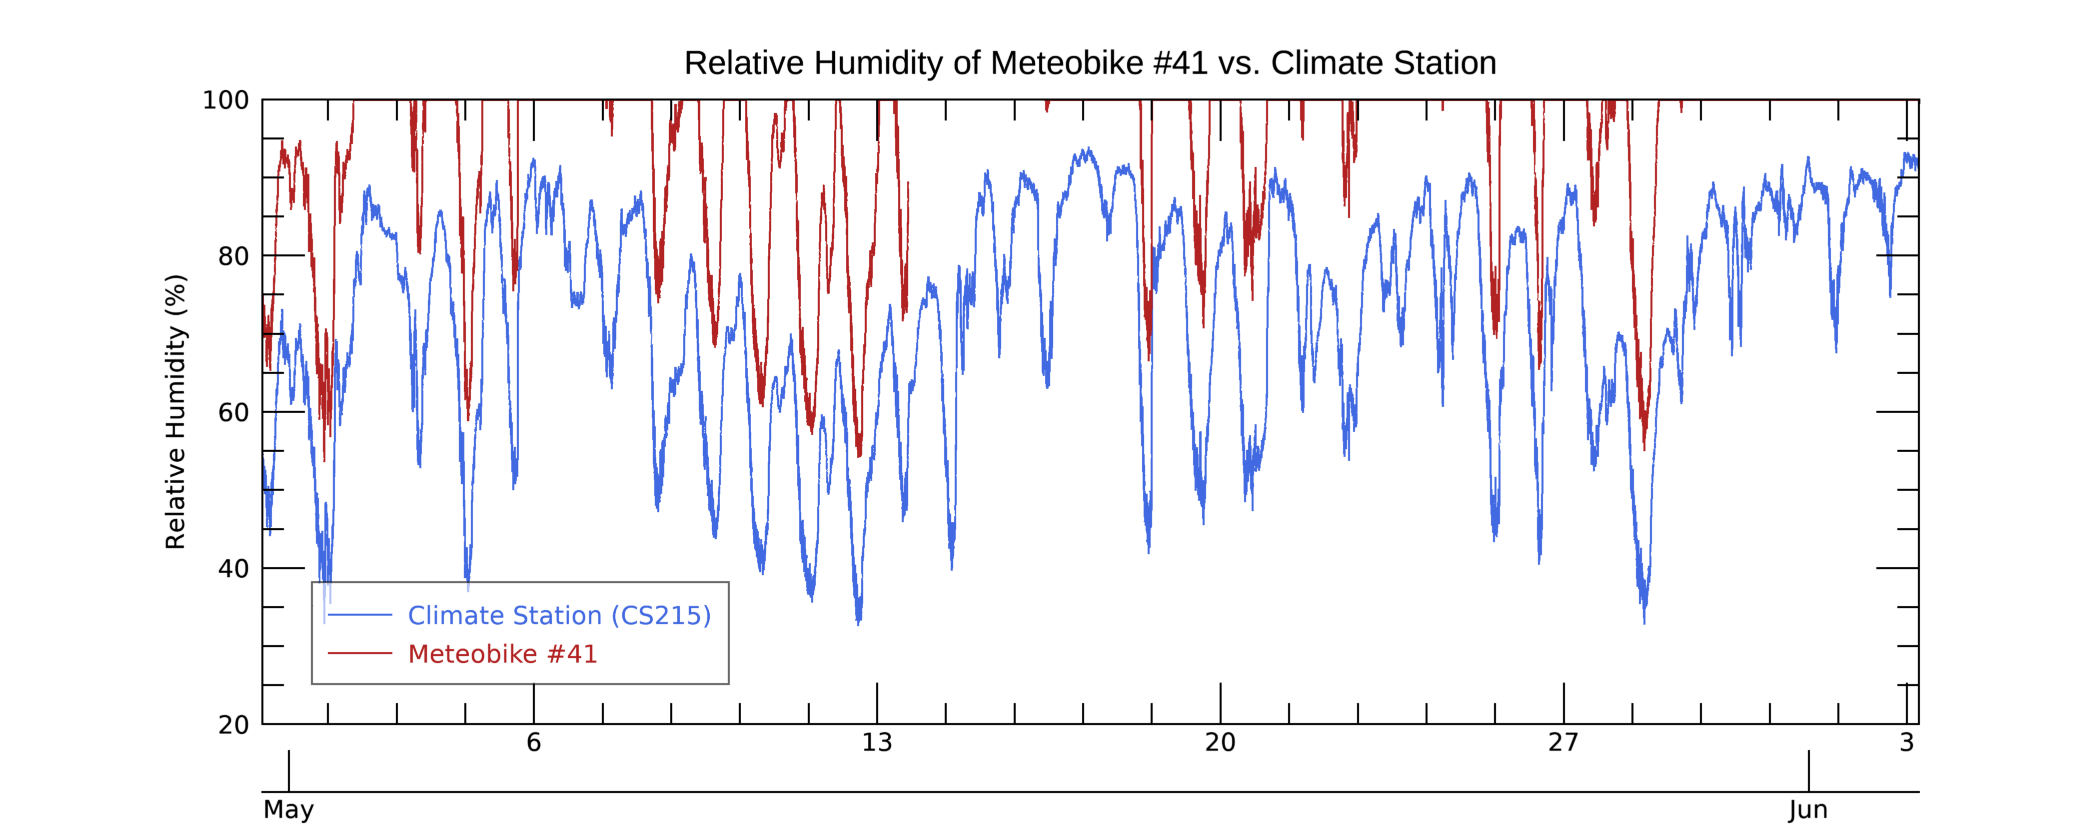 Relative Humidity of Meteobike #41 vs. Climate Station
Relative Humidity (%)
100
80
60
40
20
Climate Station (CS215)
Meteobike #41
6 13 20 27 3
May Jun